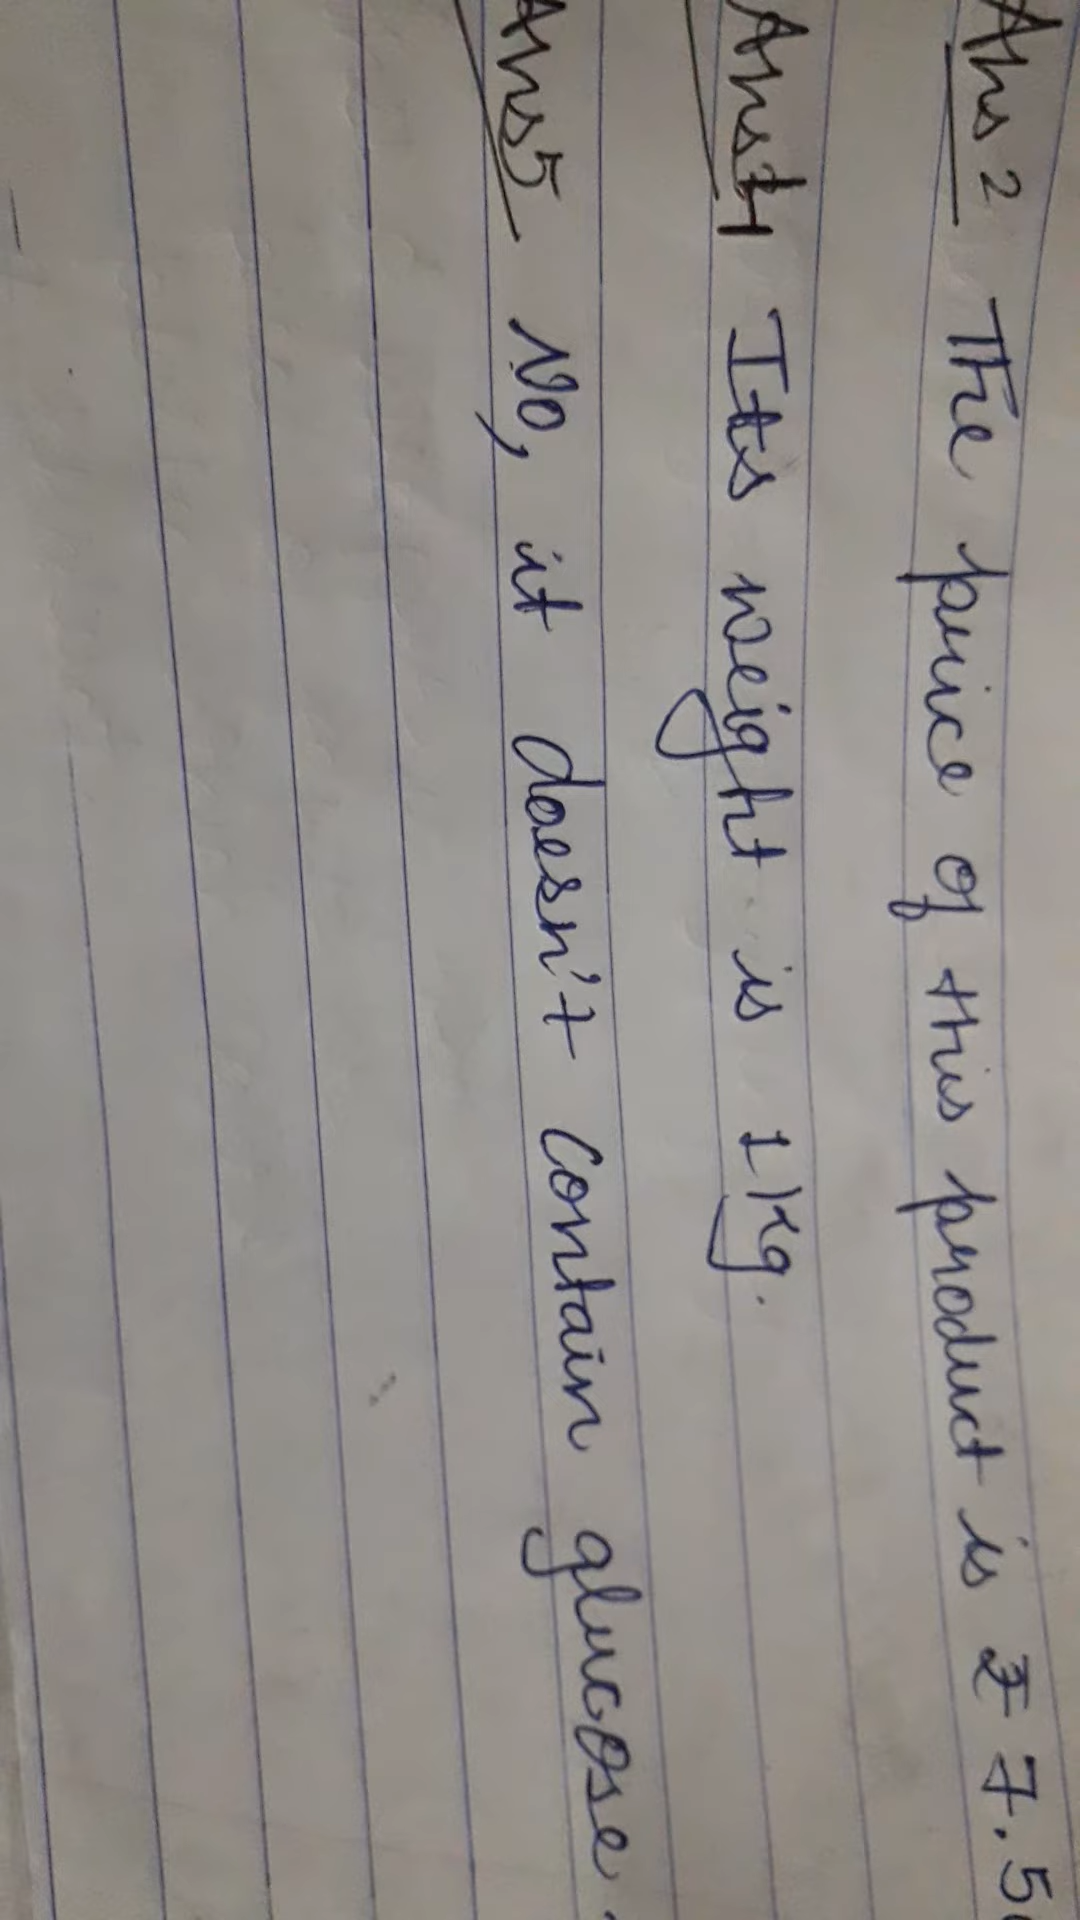 Ans 2 The price of this product is ₹ 7.50
Ans 4 Its weight is 1 kg.
Ans 5 No, it doesn't contain glucose.